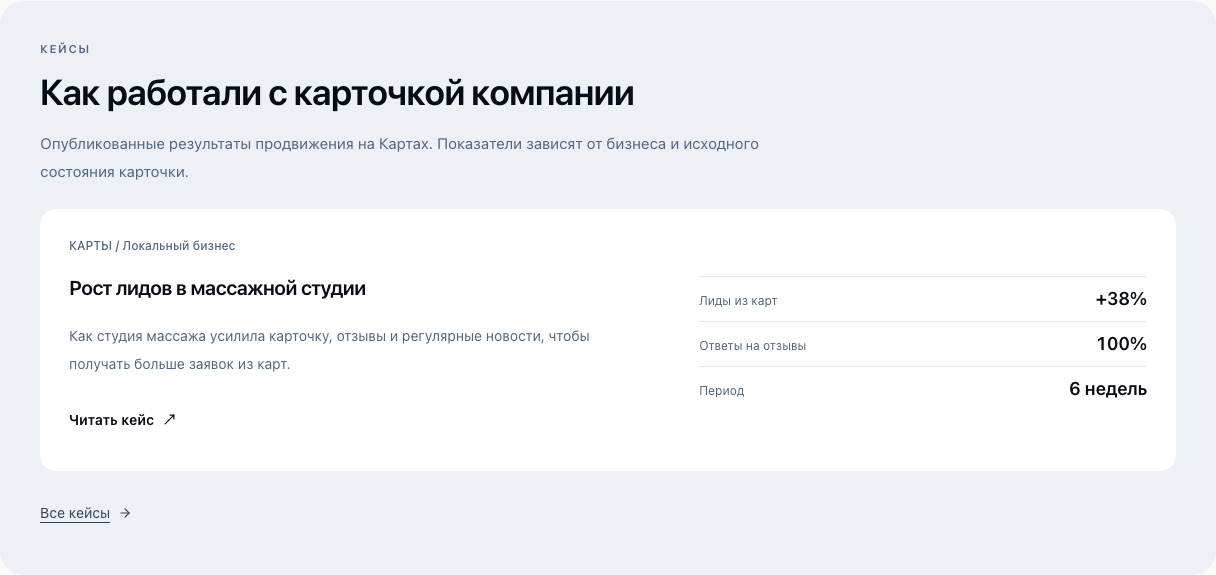 КЕЙСЫ
Как работали с карточкой компании
Опубликованные результаты продвижения на Картах. Показатели зависят от бизнеса и исходного
состояния карточки.
КАРТЫ / Локальный бизнес
Рост лидов в массажной студии
Как студия массажа усилила карточку, отзывы и регулярные новости, чтобы
получать больше заявок из карт.
Читать кейс ↗
Лиды из карт +38%
Ответы на отзывы 100%
Период 6 недель
Все кейсы →